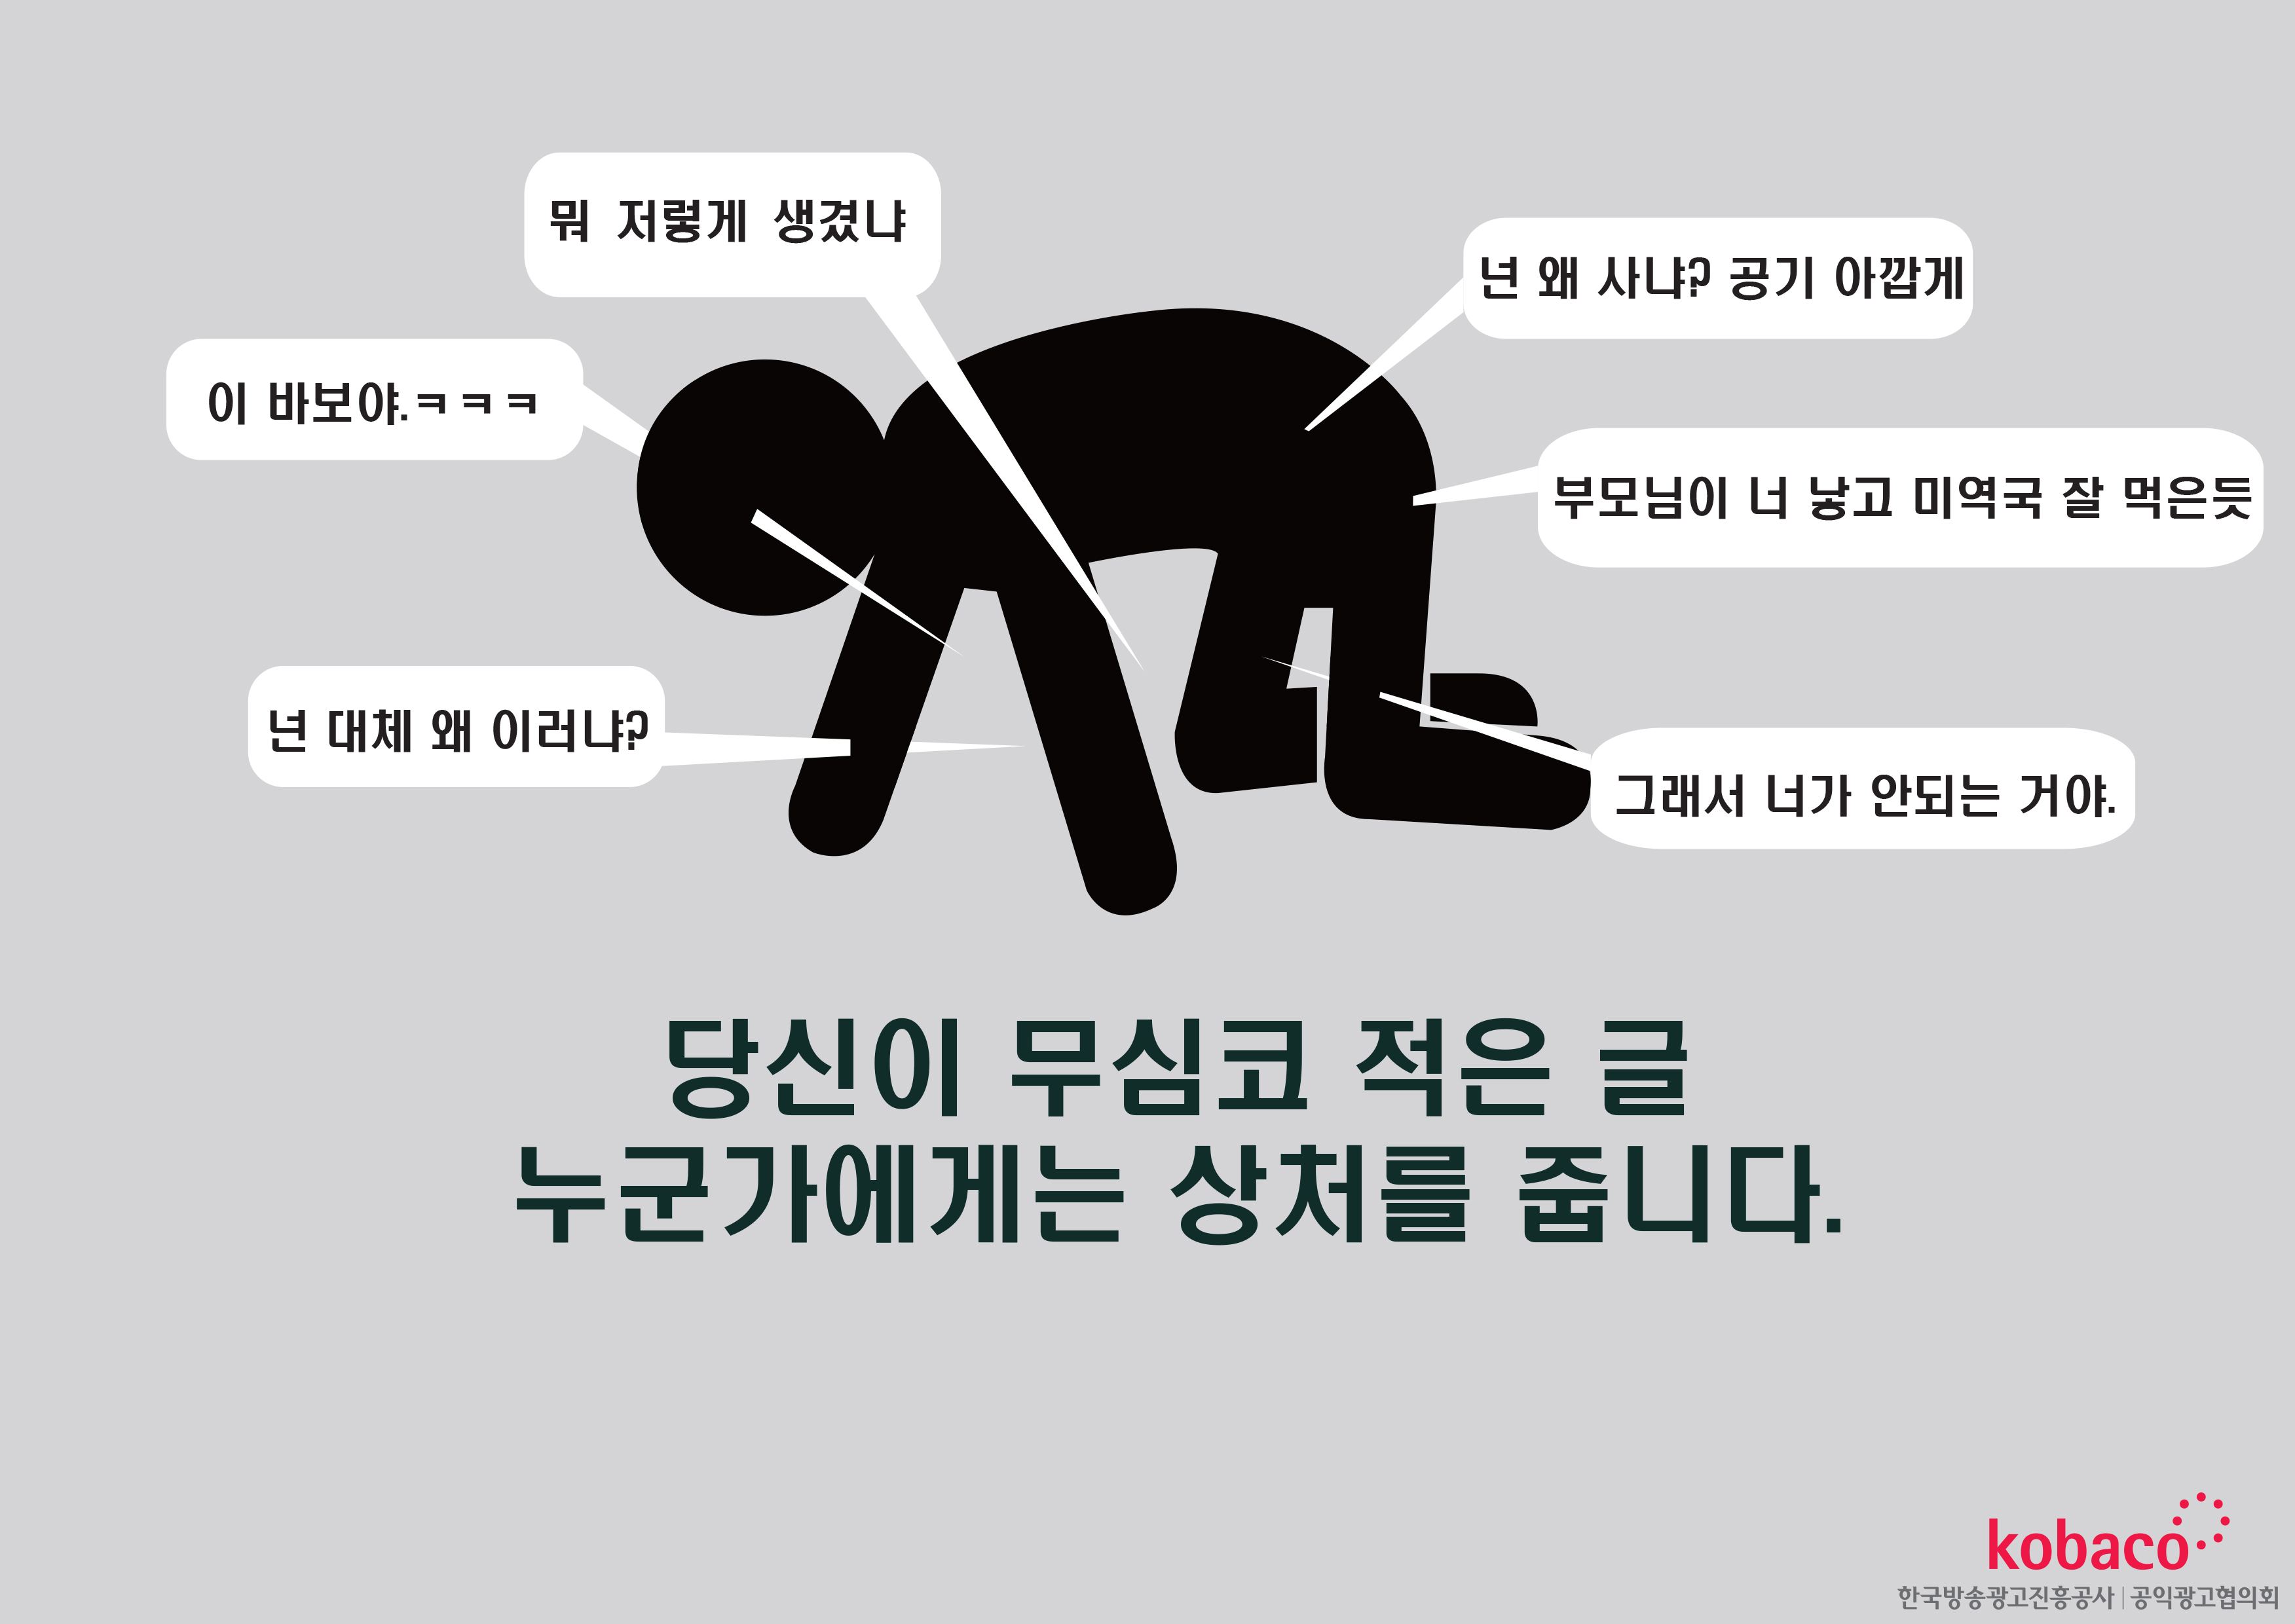 뭐 저렇게 생겼냐
넌 왜 사냐? 공기 아깝게
이 바보야.ㅋㅋㅋ
부모님이 너 낳고 미역국 잘 먹은듯
넌 대체 왜 이러냐?
그래서 너가 안되는 거야.
당신이 무심코 적은 글
누군가에게는 상처를 줍니다.
kobaco
한국방송광고진흥공사 | 공익광고협의회